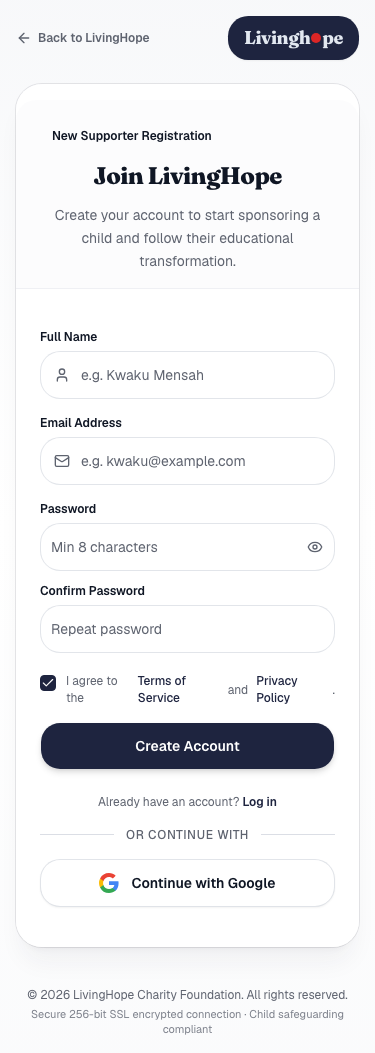 Back to LivingHope
Livingh pe
New Supporter Registration
Join LivingHope
Create your account to start sponsoring a
child and follow their educational
transformation.
Full Name
e.g. Kwaku Mensah
Email Address
e.g. kwaku@example.com
Password
Min 8 characters
Confirm Password
Repeat password
I agree to the Terms of Service and Privacy Policy .
Create Account
Already have an account? Log in
OR CONTINUE WITH
Continue with Google
© 2026 LivingHope Charity Foundation. All rights reserved.
Secure 256-bit SSL encrypted connection · Child safeguarding
compliant